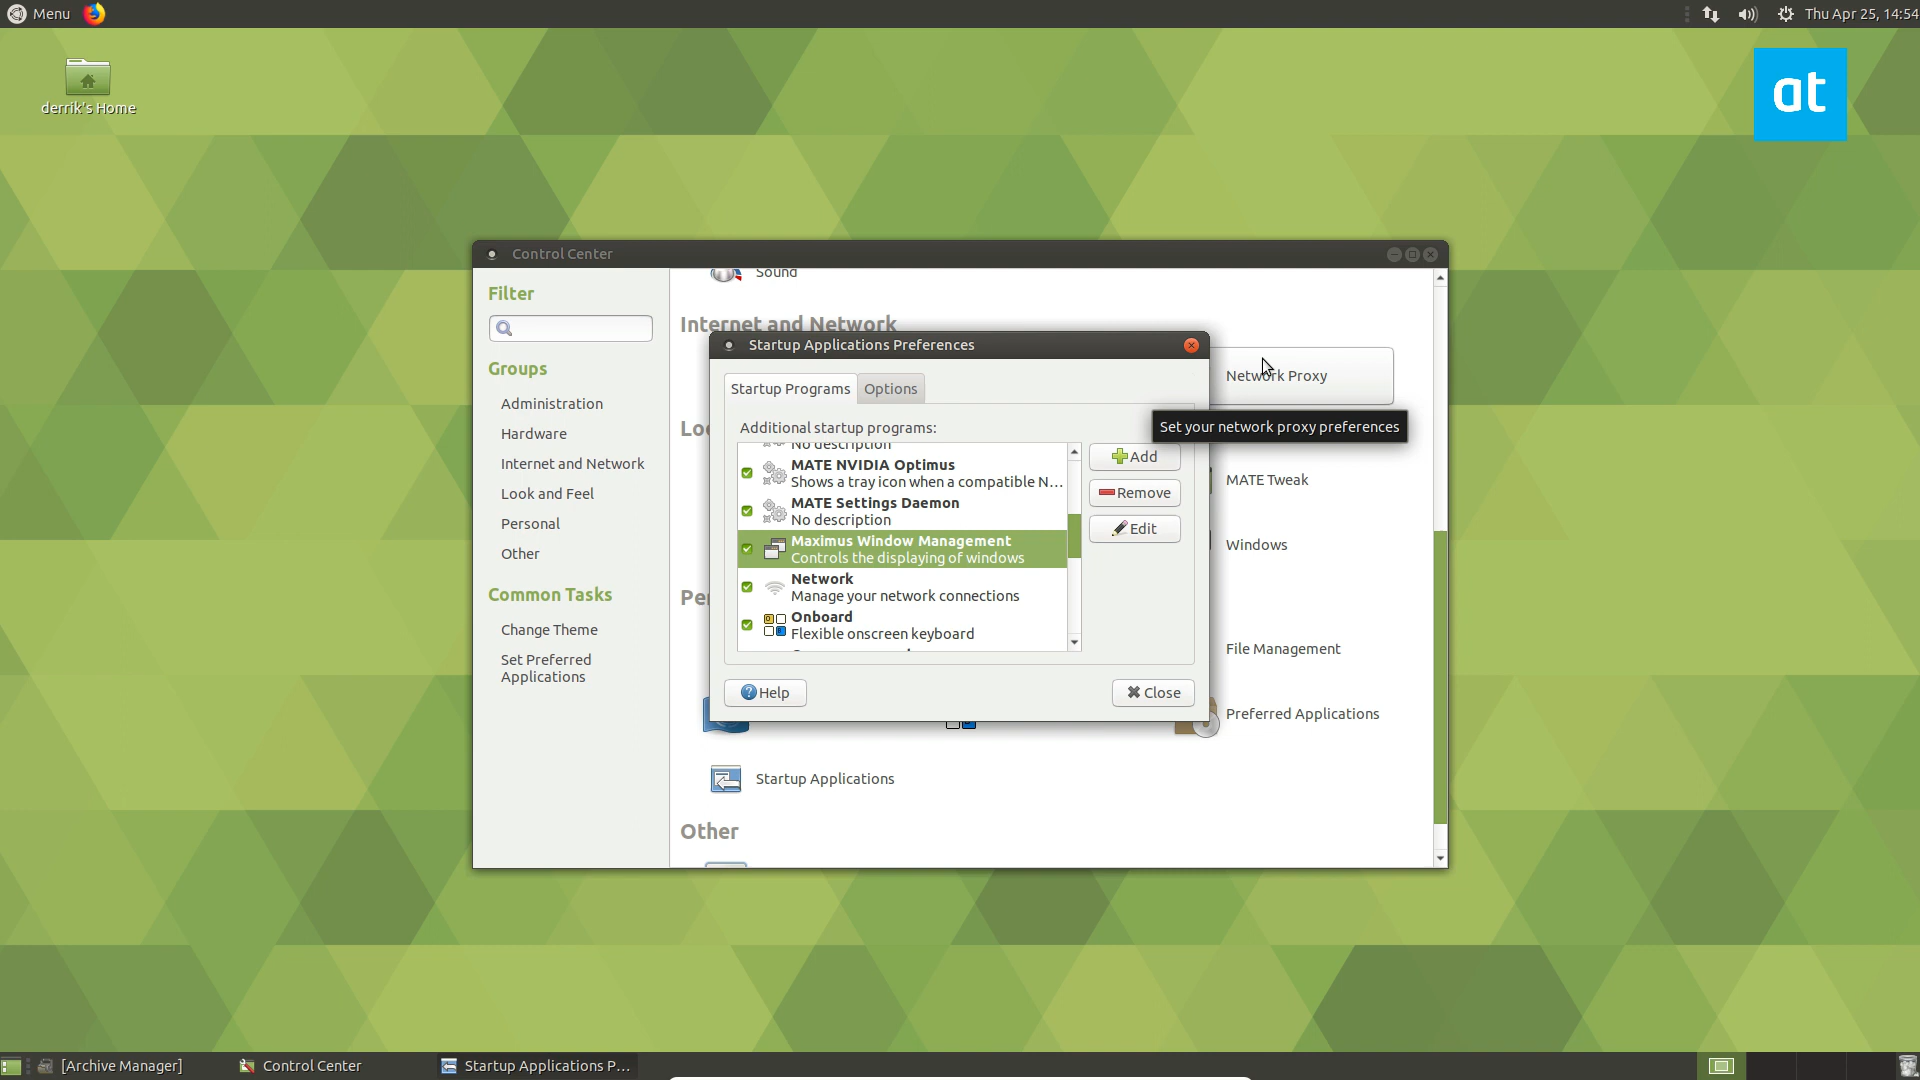 Menu
Thu Apr 25, 14:54
derrik's Home
at
Control Center
Filter
Groups
Administration
Hardware
Internet and Network
Look and Feel
Personal
Other
Common Tasks
Change Theme
Set Preferred
Applications
Sound
Internet and Network
Network Proxy
Set your network proxy preferences
Loo
MATE Tweak
Windows
Per
File Management
Preferred Applications
Startup Applications
Other
Startup Applications Preferences
Startup Programs
Options
Additional startup programs:
No description
MATE NVIDIA Optimus
Shows a tray icon when a compatible N...
MATE Settings Daemon
No description
Maximus Window Management
Controls the displaying of windows
Network
Manage your network connections
Onboard
Flexible onscreen keyboard
Add
Remove
Edit
Help
Close
[Archive Manager]
Control Center
Startup Applications P...